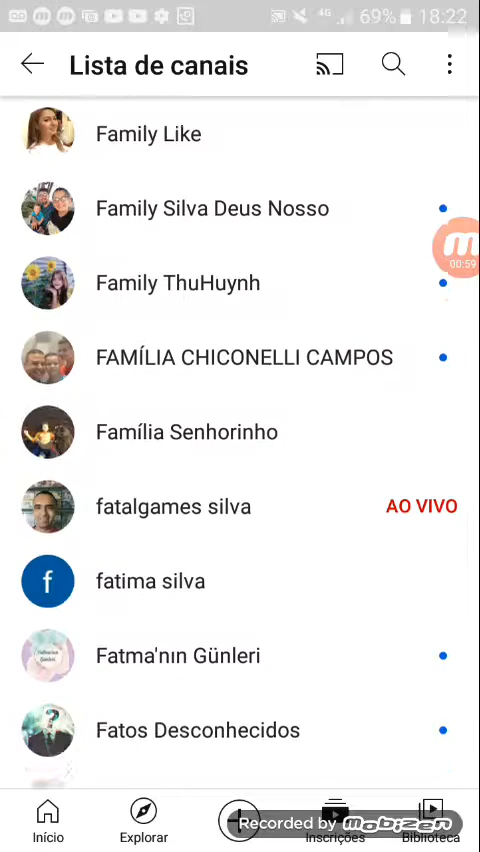 4G 69% 18:22
Lista de canais
Family Like
Family Silva Deus Nosso
00:59
Family ThuHuynh
FAMÍLIA CHICONELLI CAMPOS
Família Senhorinho
fatalgames silva AO VIVO
f fatima silva
Fatma'nın Günleri
? Fatos Desconhecidos
Recorded by mobizen
Início Explorar Inscrições Biblioteca